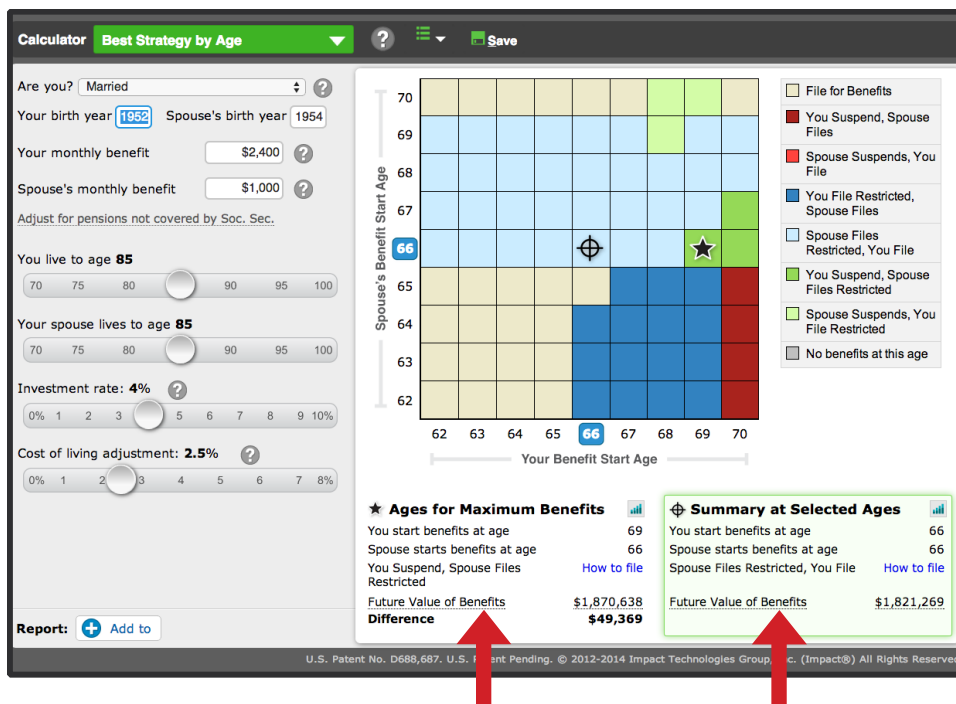 Calculator Best Strategy by Age ? Save
Are you? Married ?
Your birth year 1952 Spouse's birth year 1954
Your monthly benefit $2,400 ?
Spouse's monthly benefit $1,000 ?
Adjust for pensions not covered by Soc. Sec.
You live to age 85
70 75 80 90 95 100
Your spouse lives to age 85
70 75 80 90 95 100
Investment rate: 4% ?
0% 1 2 3 5 6 7 8 9 10%
Cost of living adjustment: 2.5% ?
0% 1 2 3 4 5 6 7 8%
Report: Add to
Spouse's Benefit Start Age
70
69
68
67
66
65
64
63
62
62 63 64 65 66 67 68 69 70
Your Benefit Start Age
File for Benefits
You Suspend, Spouse
Files
Spouse Suspends, You
File
You File Restricted,
Spouse Files
Spouse Files
Restricted, You File
You Suspend, Spouse
Files Restricted
Spouse Suspends, You
File Restricted
No benefits at this age
Ages for Maximum Benefits
You start benefits at age 69
Spouse starts benefits at age 66
You Suspend, Spouse Files How to file
Restricted
Future Value of Benefits $1,870,638
Difference $49,369
Summary at Selected Ages
You start benefits at age 66
Spouse starts benefits at age 66
Spouse Files Restricted, You File How to file
Future Value of Benefits $1,821,269
U.S. Patent No. D688,687. U.S. Pending. © 2012-2014 Impact Technologies Group, (Impact®) All Rights